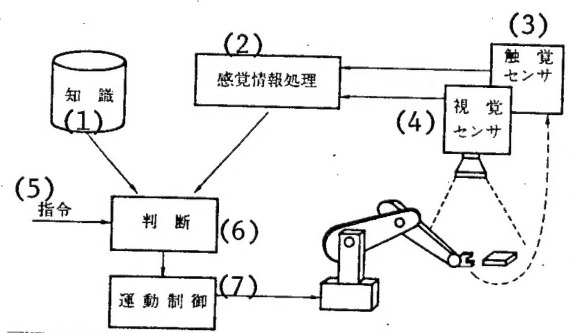 (3)
触覚
センサ
(2)
感覚情報処理
(4)
視覚
センサ
知識
(1)
(5)
指令
判断
(6)
運動制御
(7)